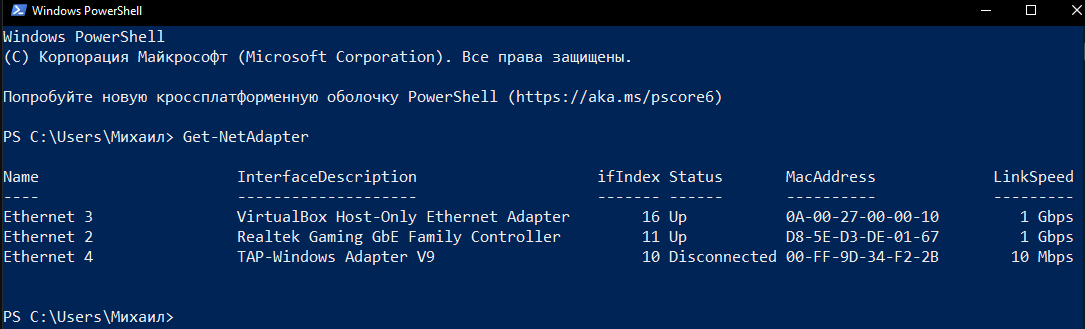 Windows PowerShell
Windows PowerShell
(C) Корпорация Майкрософт (Microsoft Corporation). Все права защищены.
Попробуйте новую кроссплатформенную оболочку PowerShell (https://aka.ms/pscore6)
PS C:\Users\Михаил> Get-NetAdapter
Name InterfaceDescription ifIndex Status MacAddress LinkSpeed
---- -------------------- ------- ------ ---------- ---------
Ethernet 3 VirtualBox Host-Only Ethernet Adapter 16 Up 0A-00-27-00-00-10 1 Gbps
Ethernet 2 Realtek Gaming GbE Family Controller 11 Up D8-5E-D3-DE-01-67 1 Gbps
Ethernet 4 TAP-Windows Adapter V9 10 Disconnected 00-FF-9D-34-F2-2B 10 Mbps
PS C:\Users\Михаил>